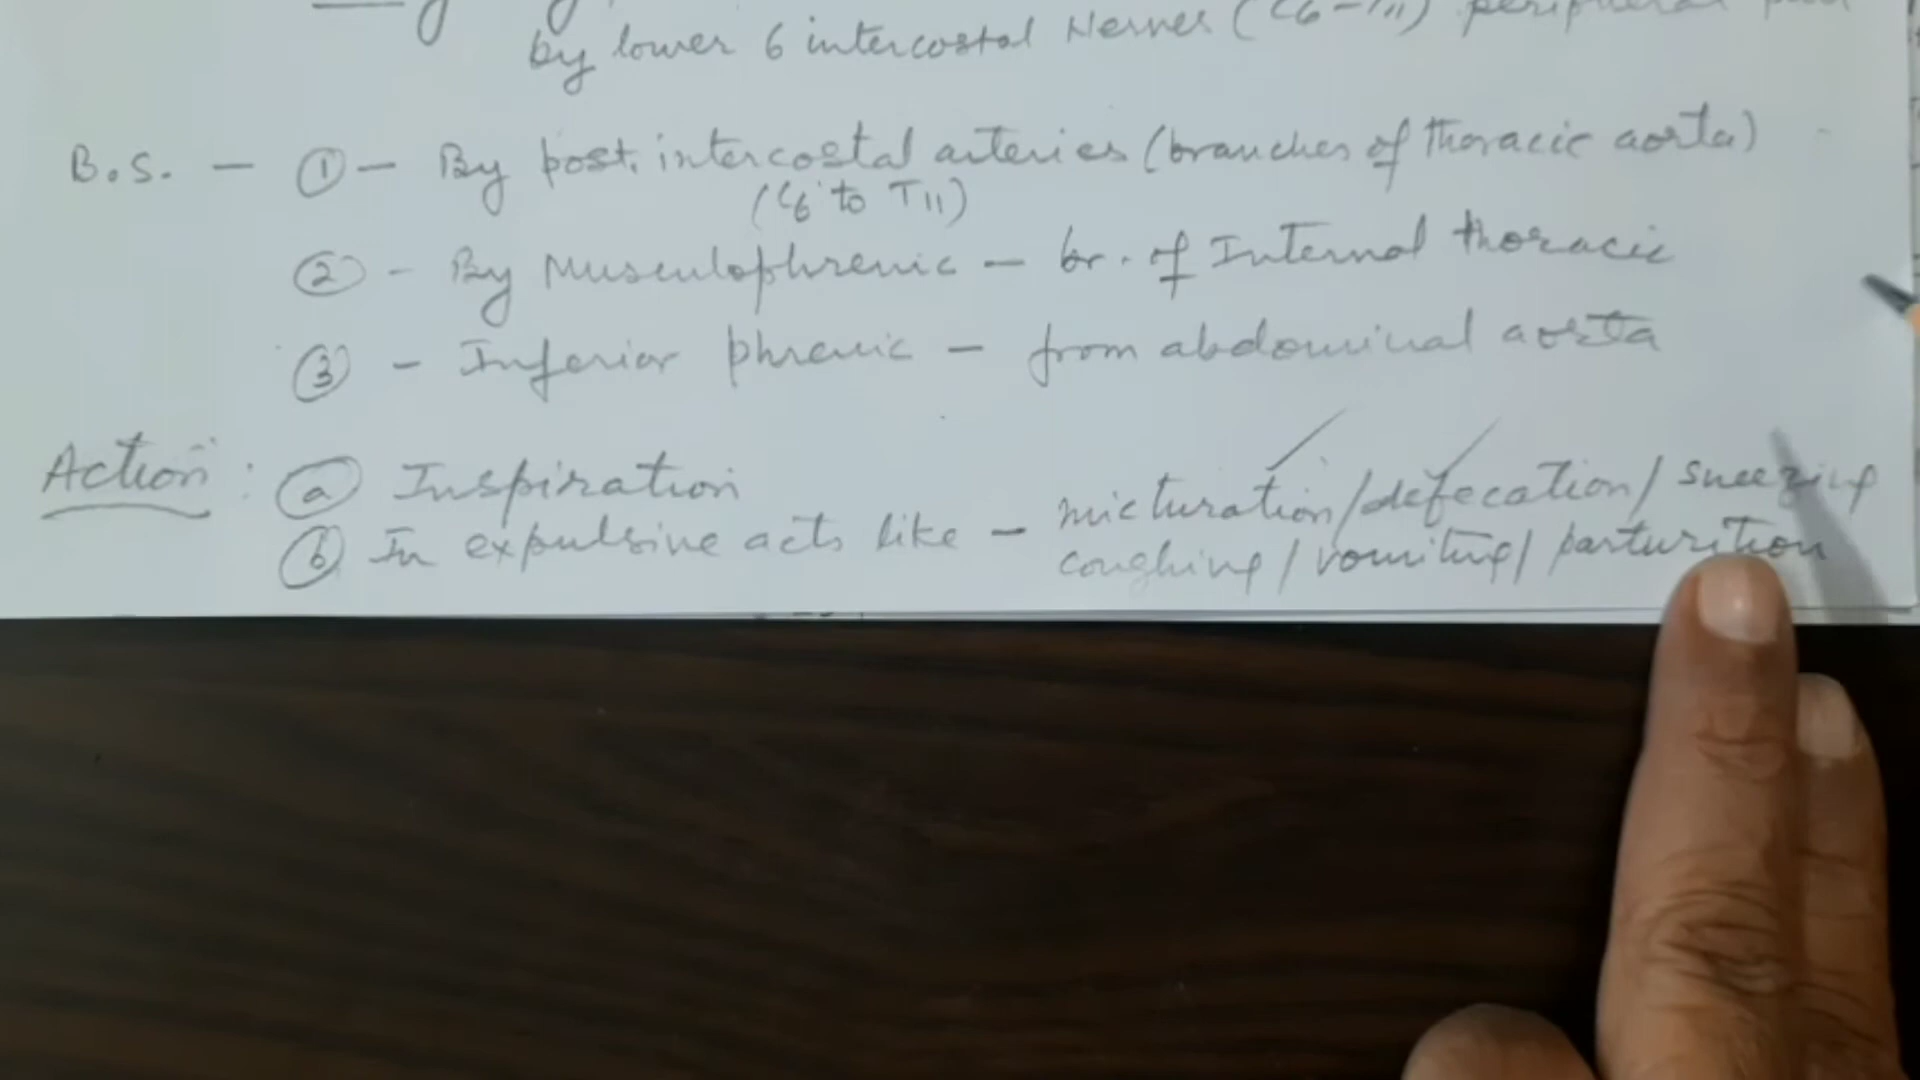 by lower 6 intercostal Nerves (C6-T11) peripheral
B.S. - ① - By post. intercostal arteries (branches of thoracic aorta)
(C6 to T11)
② - By Musculophrenic - br. of Internal thoracic
③ - Inferior phrenic - from abdominal aorta
Action : ⓐ Inspiration
ⓑ In expulsive acts like - micturation/defecation/sneezing
coughing/vomiting/parturition